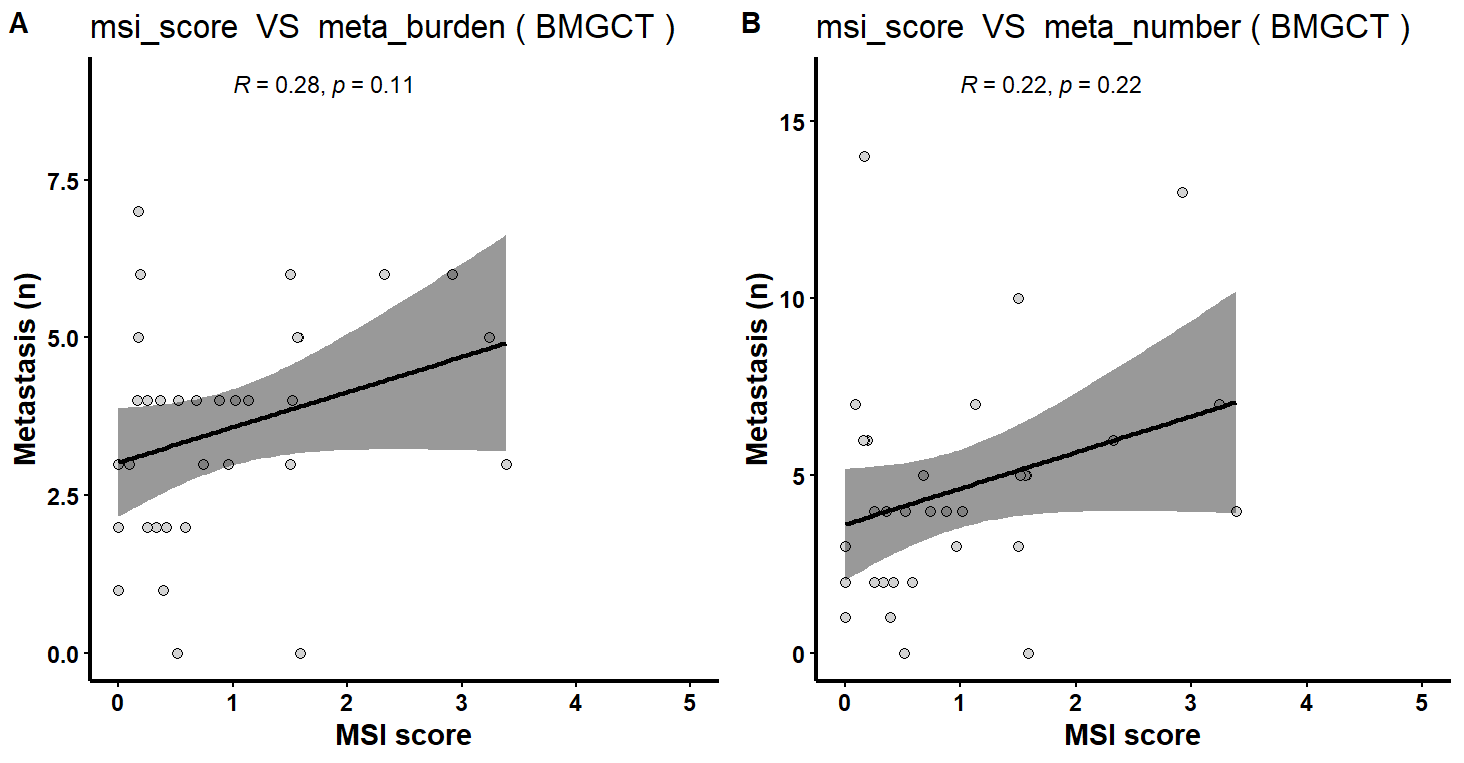 A
msi_score VS meta_burden ( BMGCT )
R = 0.28, p = 0.11
7.5
5.0
2.5
0.0
Metastasis (n)
0 1 2 3 4 5
MSI score
B
msi_score VS meta_number ( BMGCT )
R = 0.22, p = 0.22
15
10
5
0
Metastasis (n)
0 1 2 3 4 5
MSI score